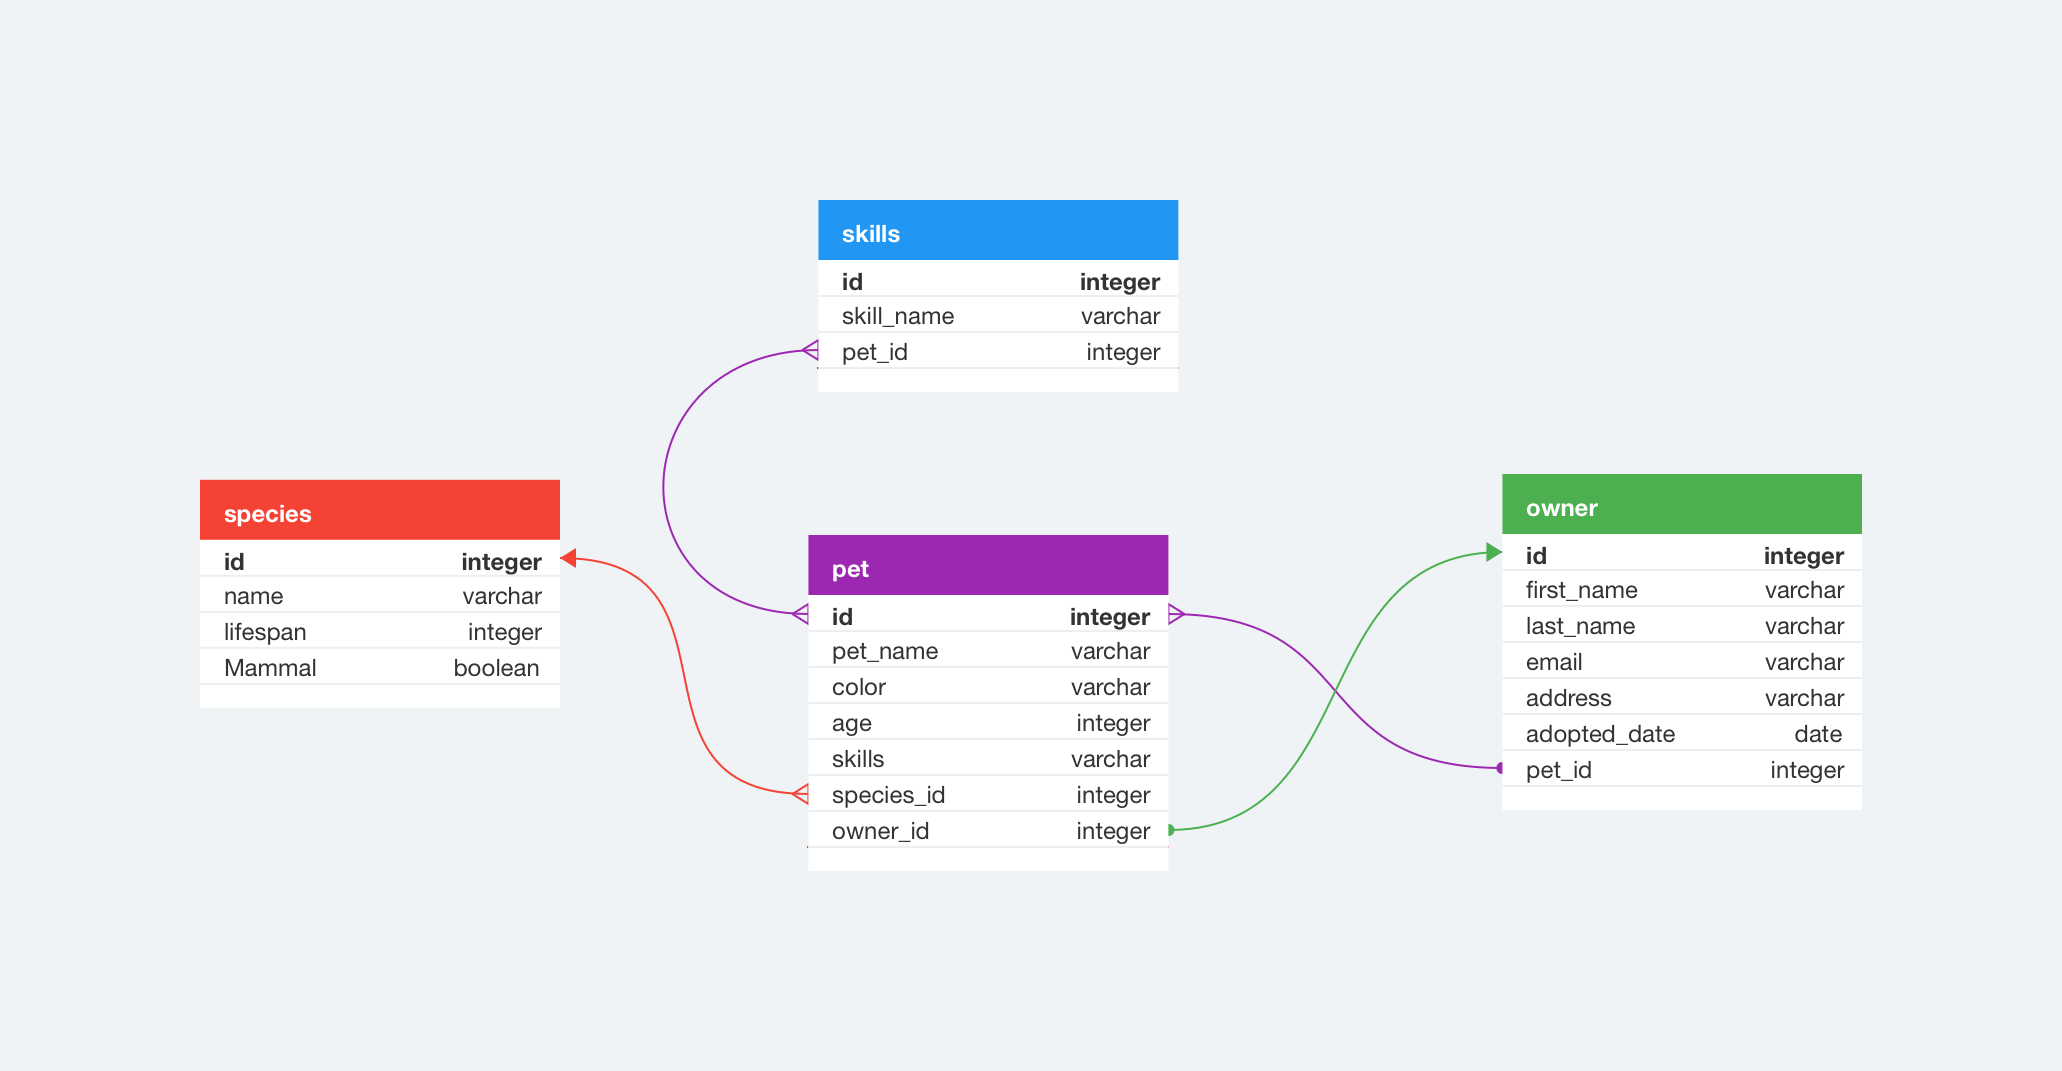 skills
id integer
skill_name varchar
pet_id integer
species
id integer
name varchar
lifespan integer
Mammal boolean
pet
id integer
pet_name varchar
color varchar
age integer
skills varchar
species_id integer
owner_id integer
owner
id integer
first_name varchar
last_name varchar
email varchar
address varchar
adopted_date date
pet_id integer